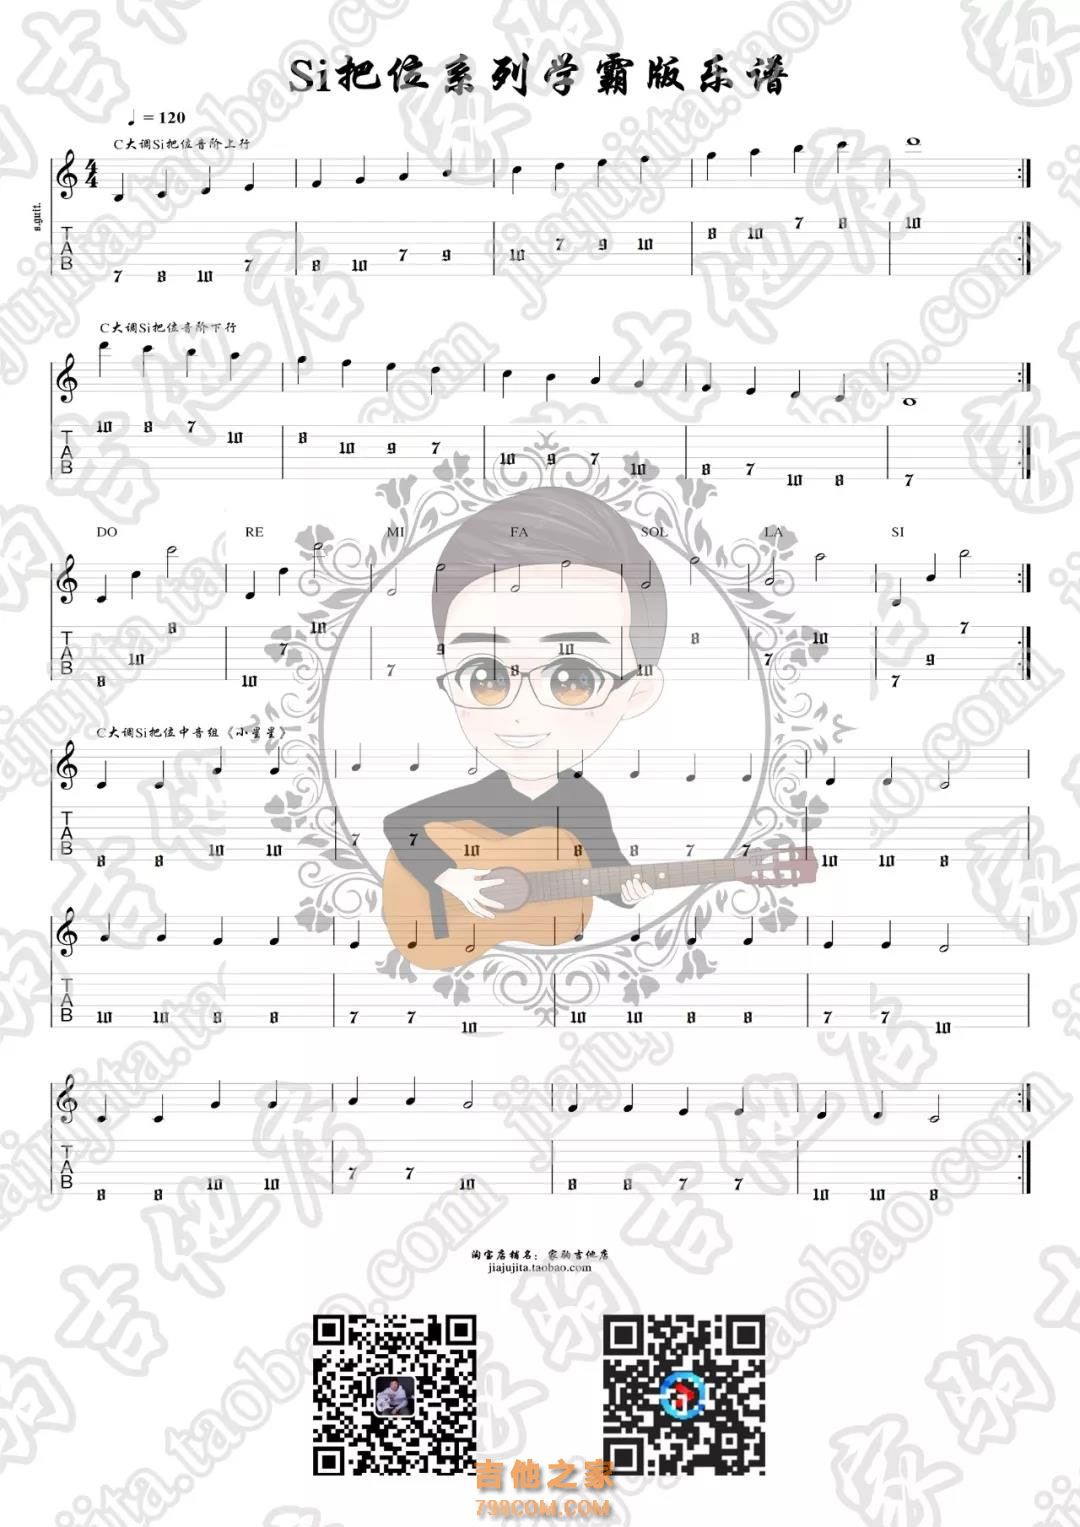 Si把位系列学霸版乐谱
♩ = 120
C大调Si把位音阶上行
s.guit.
TAB
7 8 10 7 8 10 7 9 10 7 9 10 8 10 7 8 10
C大调Si把位音阶下行
TAB
10 8 7 10 8 10 9 7 10 9 7 10 8 7 10 8 7
DO RE MI FA SOL LA SI
TAB
8 10 8 10 7 10 7 9 8 10 10 8 7 10 7 9 7
C大调Si把位中音组《小星星》
TAB
8 8 10 10 7 7 10 8 8 7 7 10 10 8
TAB
10 10 8 8 7 7 10 10 10 8 8 7 7 10
TAB
8 8 10 10 7 7 10 8 8 7 7 10 10 8
淘宝店铺名：家驹吉他店
jiajujita.taobao.com
吉他之家
798COM.COM